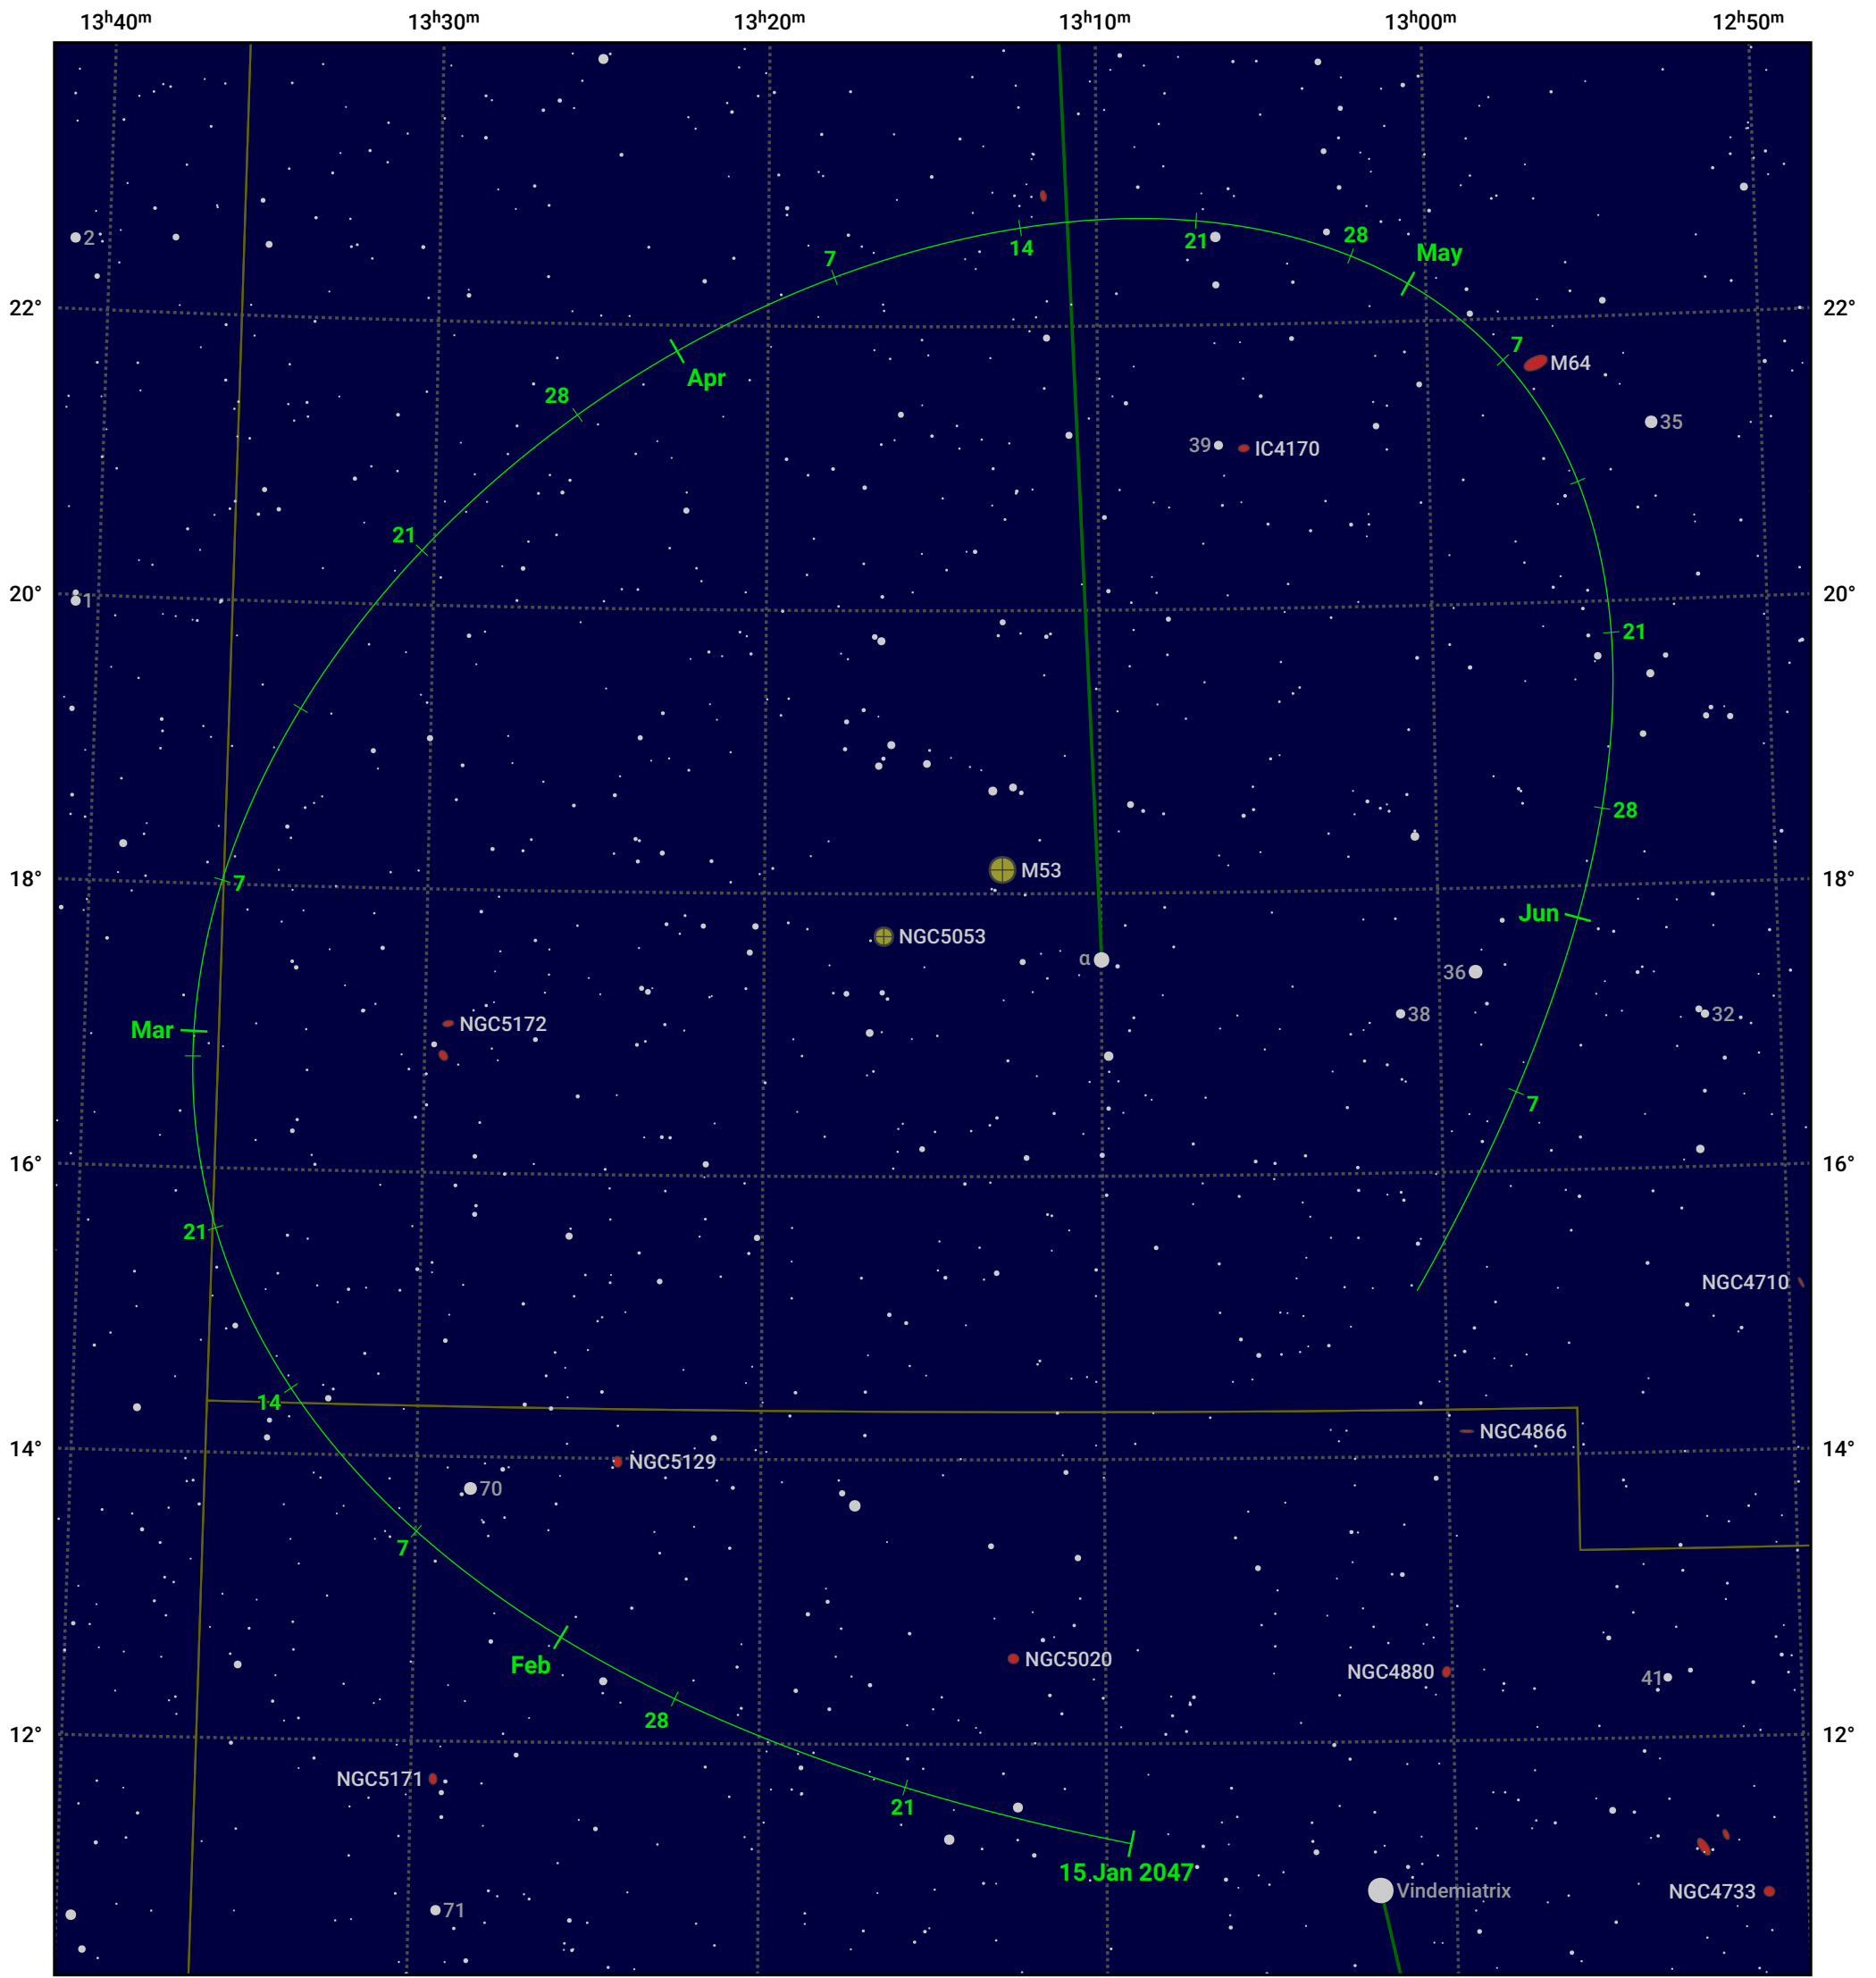 13ʰ40ᵐ 13ʰ30ᵐ 13ʰ20ᵐ 13ʰ10ᵐ 13ʰ00ᵐ 12ʰ50ᵐ
2
21
28
May
7
14
28
Apr
22° 22°
7
M64
35
39 IC4170
21
20° 20°
1
21
28
18° 18°
7
M53
Jun
NGC5053
α
36
38
32
Mar
NGC5172
7
16° 16°
21
NGC4710
14
NGC4866
14° 14°
NGC5129
70
7
Feb
NGC5020
NGC4880
41
28
12° 12°
NGC5171
21
15 Jan 2047
Vindemiatrix
NGC4733
71